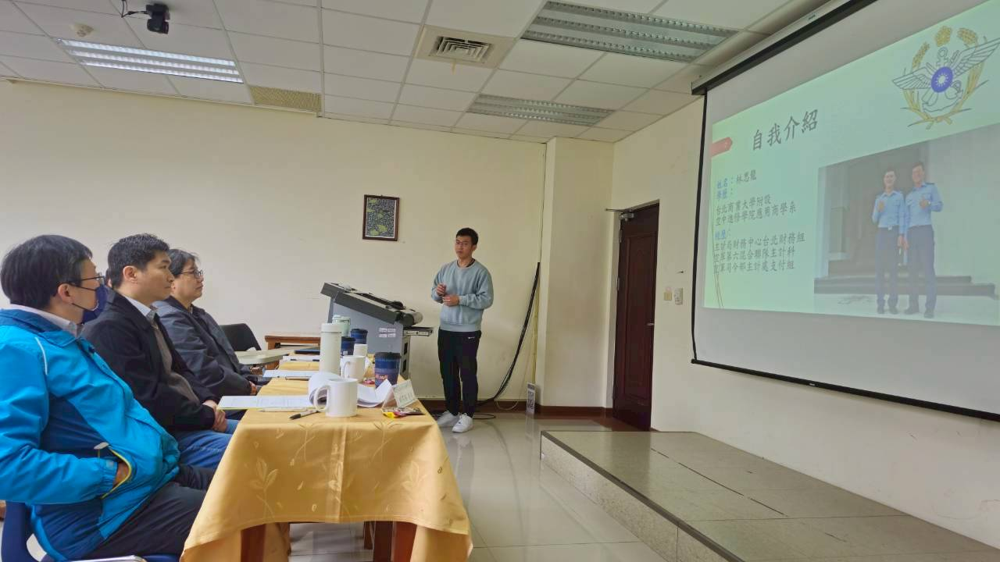 自我介紹
姓名：林思龍
學歷：
台北商業大學附設
空中進修學院應用商學系
經歷：
主計局財務中心台北財務組
空軍第六混合聯隊主計科
空軍司令部主計處支付組